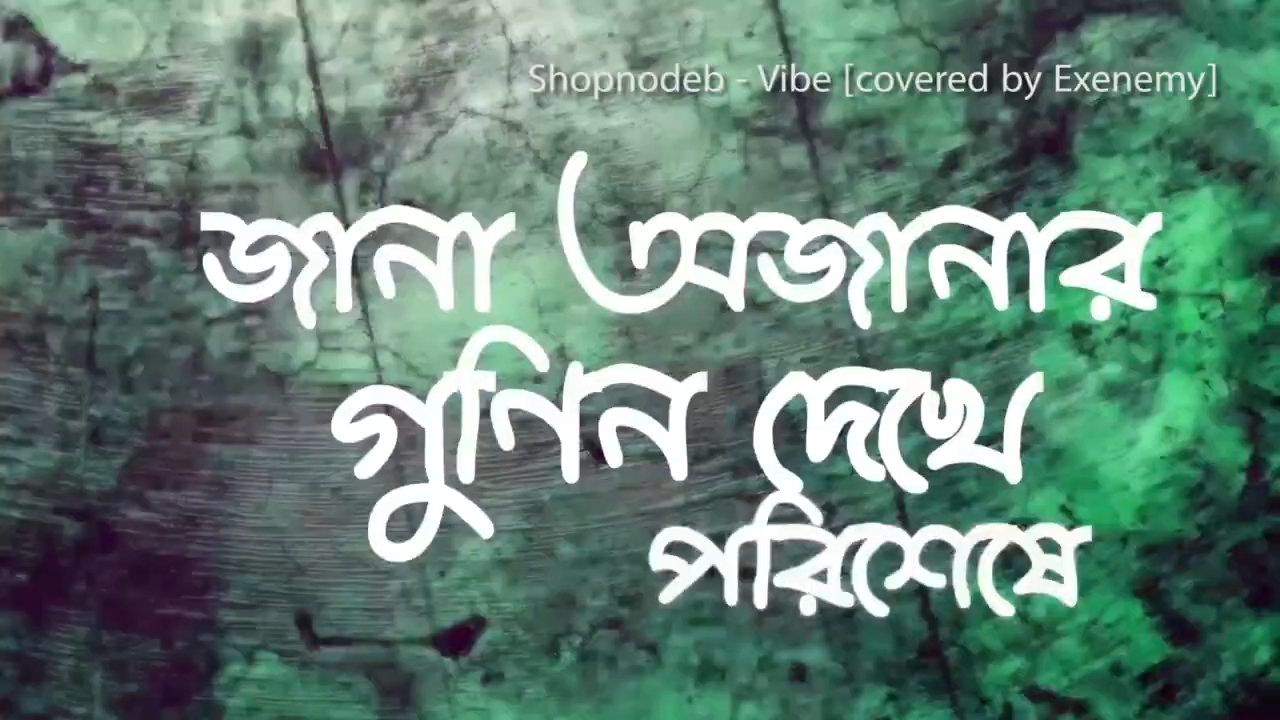 Shopnodeb - Vibe [covered by Exenemy]
জানা অজানার
গুনিন দেখে
পরিশেষে